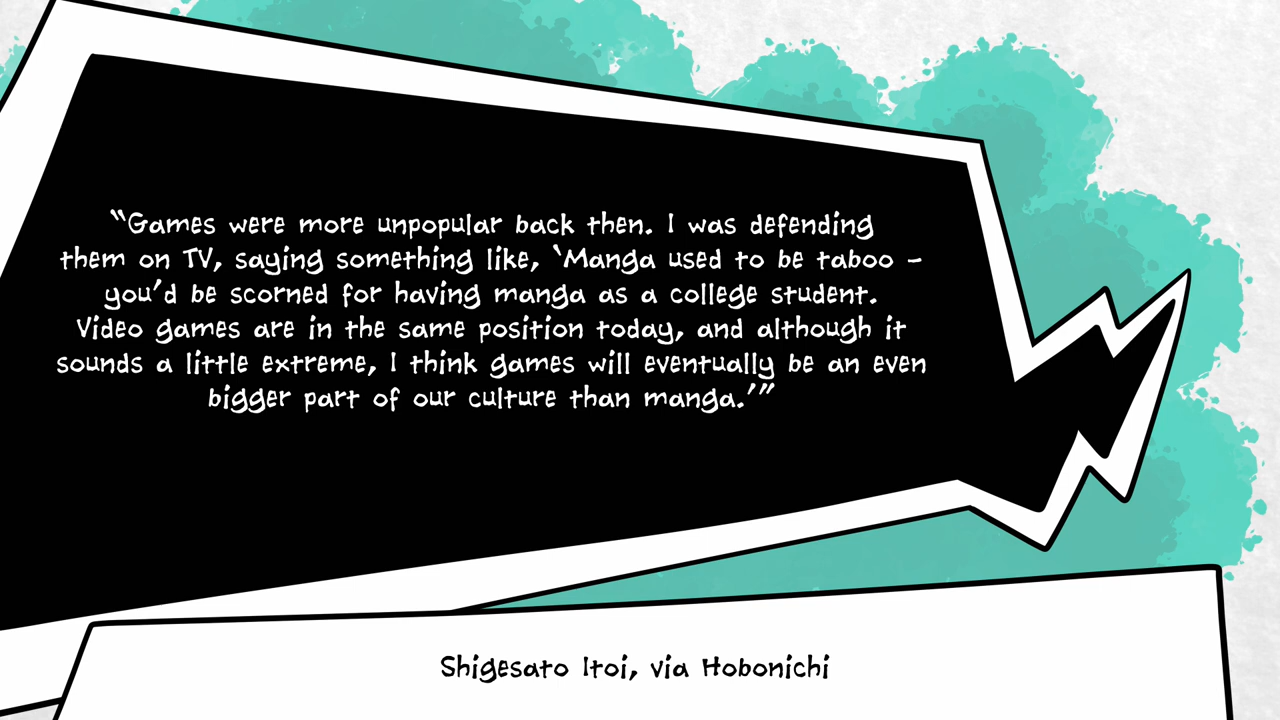 “Games were more unpopular back then. I was defending
them on TV, saying something like, ‘Manga used to be taboo –
you’d be scorned for having manga as a college student.
Video games are in the same position today, and although it
sounds a little extreme, I think games will eventually be an even
bigger part of our culture than manga.’”
Shigesato Itoi, via Hobonichi